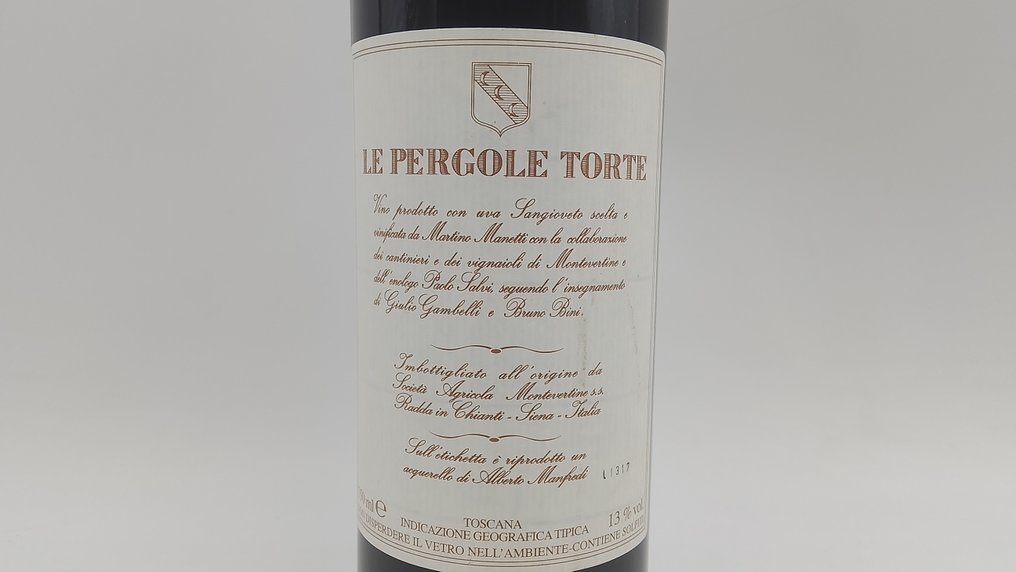 LE PERGOLE TORTE
Vino prodotto con uva Sangioveto scelta e
vinificata da Martino Manetti con la collaborazione
dei cantinieri e dei vignaioli di Montevertine e
dell'enologo Paolo Salvi, seguendo l'insegnamento
di Giulio Gambelli e Bruno Bini.
Imbottigliato all'origine da
Società Agricola Montevertine s.s.
Radda in Chianti - Siena - Italia
Sull'etichetta è riprodotto un
acquerello di Alberto Manfredi
L1317
ml e
TOSCANA
13 % vol
INDICAZIONE GEOGRAFICA TIPICA
DISPERDERE IL VETRO NELL'AMBIENTE-CONTIENE SOLFITI